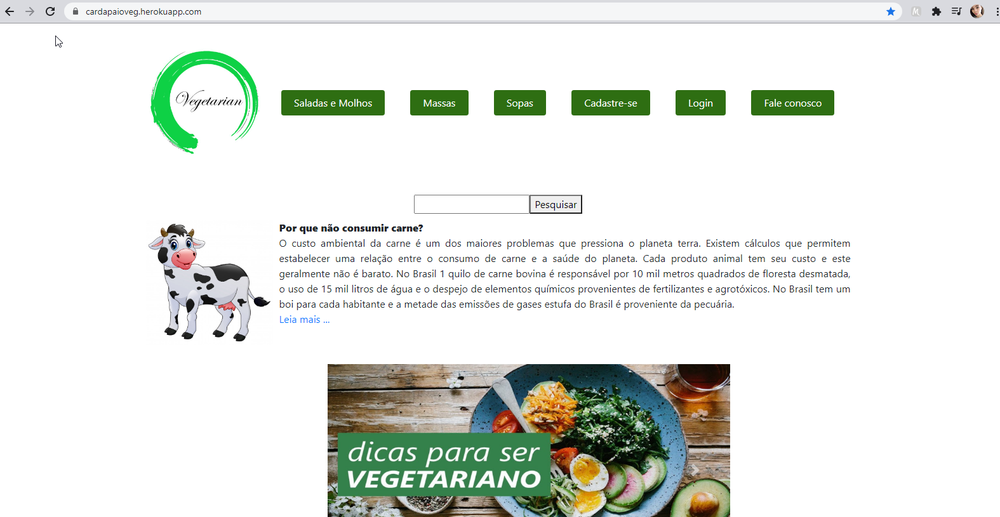 cardapaioveg.herokuapp.com
Vegetarian
Saladas e Molhos
Massas
Sopas
Cadastre-se
Login
Fale conosco
Pesquisar
Por que não consumir carne?
O custo ambiental da carne é um dos maiores problemas que pressiona o planeta terra. Existem cálculos que permitem
estabelecer uma relação entre o consumo de carne e a saúde do planeta. Cada produto animal tem seu custo e este
geralmente não é barato. No Brasil 1 quilo de carne bovina é responsável por 10 mil metros quadrados de floresta desmatada,
o uso de 15 mil litros de água e o despejo de elementos químicos provenientes de fertilizantes e agrotóxicos. No Brasil tem um
boi para cada habitante e a metade das emissões de gases estufa do Brasil é proveniente da pecuária.
Leia mais ...
dicas para ser
VEGETARIANO